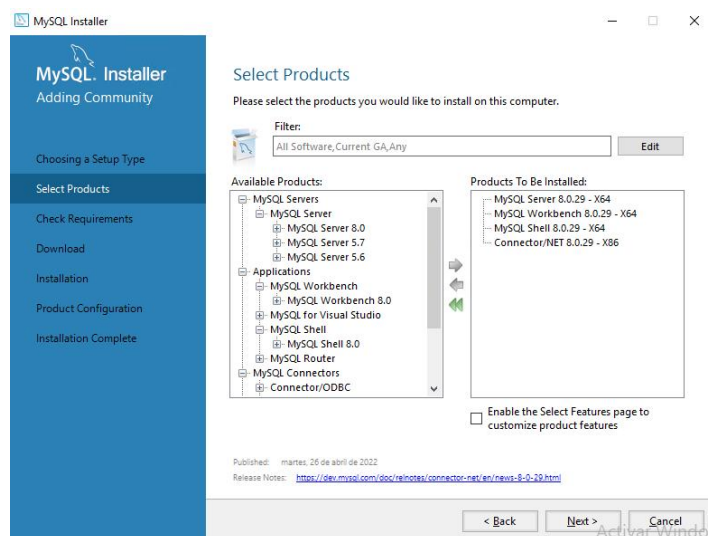 MySQL Installer
MySQL. Installer
Adding Community
Choosing a Setup Type
Select Products
Check Requirements
Download
Installation
Product Configuration
Installation Complete
Select Products
Please select the products you would like to install on this computer.
Filter:
All Software,Current GA,Any
Edit
Available Products:
MySQL Servers
MySQL Server
MySQL Server 8.0
MySQL Server 5.7
MySQL Server 5.6
Applications
MySQL Workbench
MySQL Workbench 8.0
MySQL for Visual Studio
MySQL Shell
MySQL Shell 8.0
MySQL Router
MySQL Connectors
Connector/ODBC
Products To Be Installed:
MySQL Server 8.0.29 - X64
MySQL Workbench 8.0.29 - X64
MySQL Shell 8.0.29 - X64
Connector/NET 8.0.29 - X86
Enable the Select Features page to
customize product features
Published: martes, 26 de abril de 2022
Release Notes: https://dev.mysql.com/doc/relnotes/connector-net/en/news-8-0-29.html
< Back
Next >
Cancel
Activar Windo